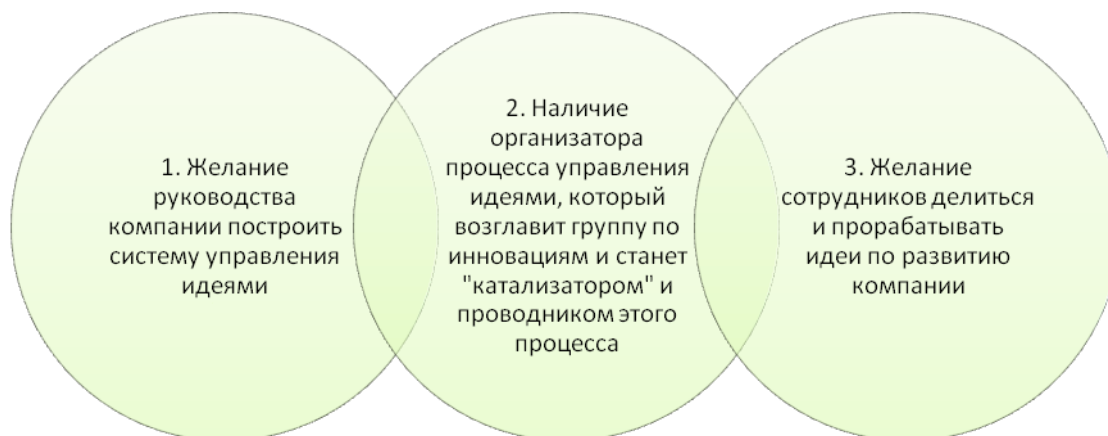 1. Желание
руководства
компании построить
систему управления
идеями
2. Наличие
организатора
процесса управления
идеями, который
возглавит группу по
инновациям и станет
"катализатором" и
проводником этого
процесса
3. Желание
сотрудников делиться
и прорабатывать
идеи по развитию
компании